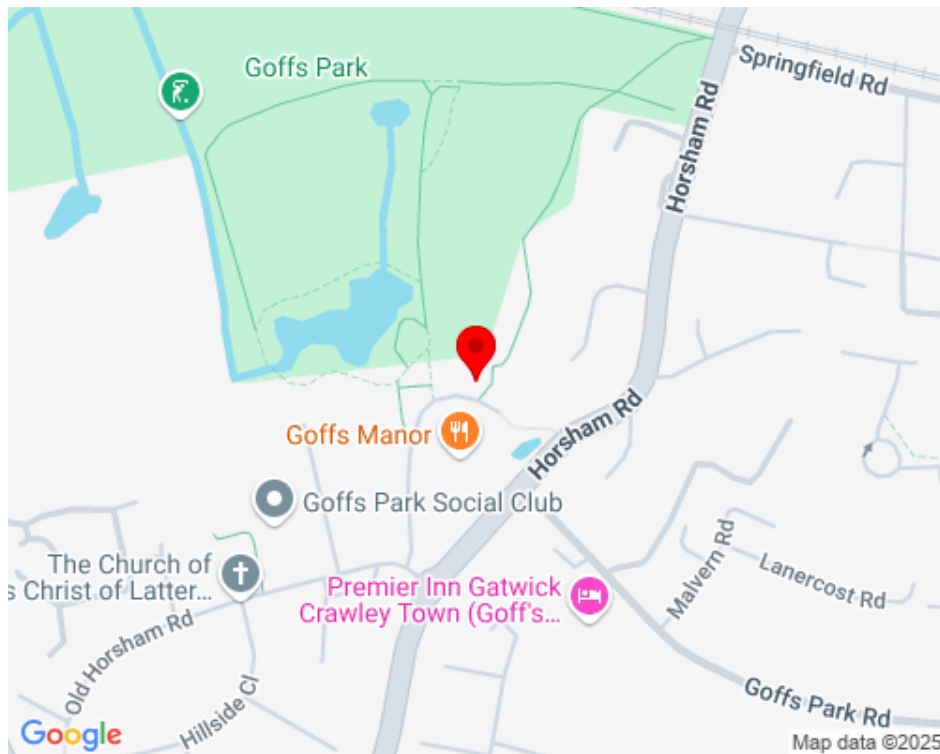 Goffs Park
Springfield Rd
Horsham Rd
Goffs Manor
Horsham Rd
Goffs Park Social Club
The Church of
s Christ of Latter...
Premier Inn Gatwick
Crawley Town (Goff's...
Malvern Rd
Lanercost Rd
Old Horsham Rd
Hillside Cl
Goffs Park Rd
Google
Map data ©2025